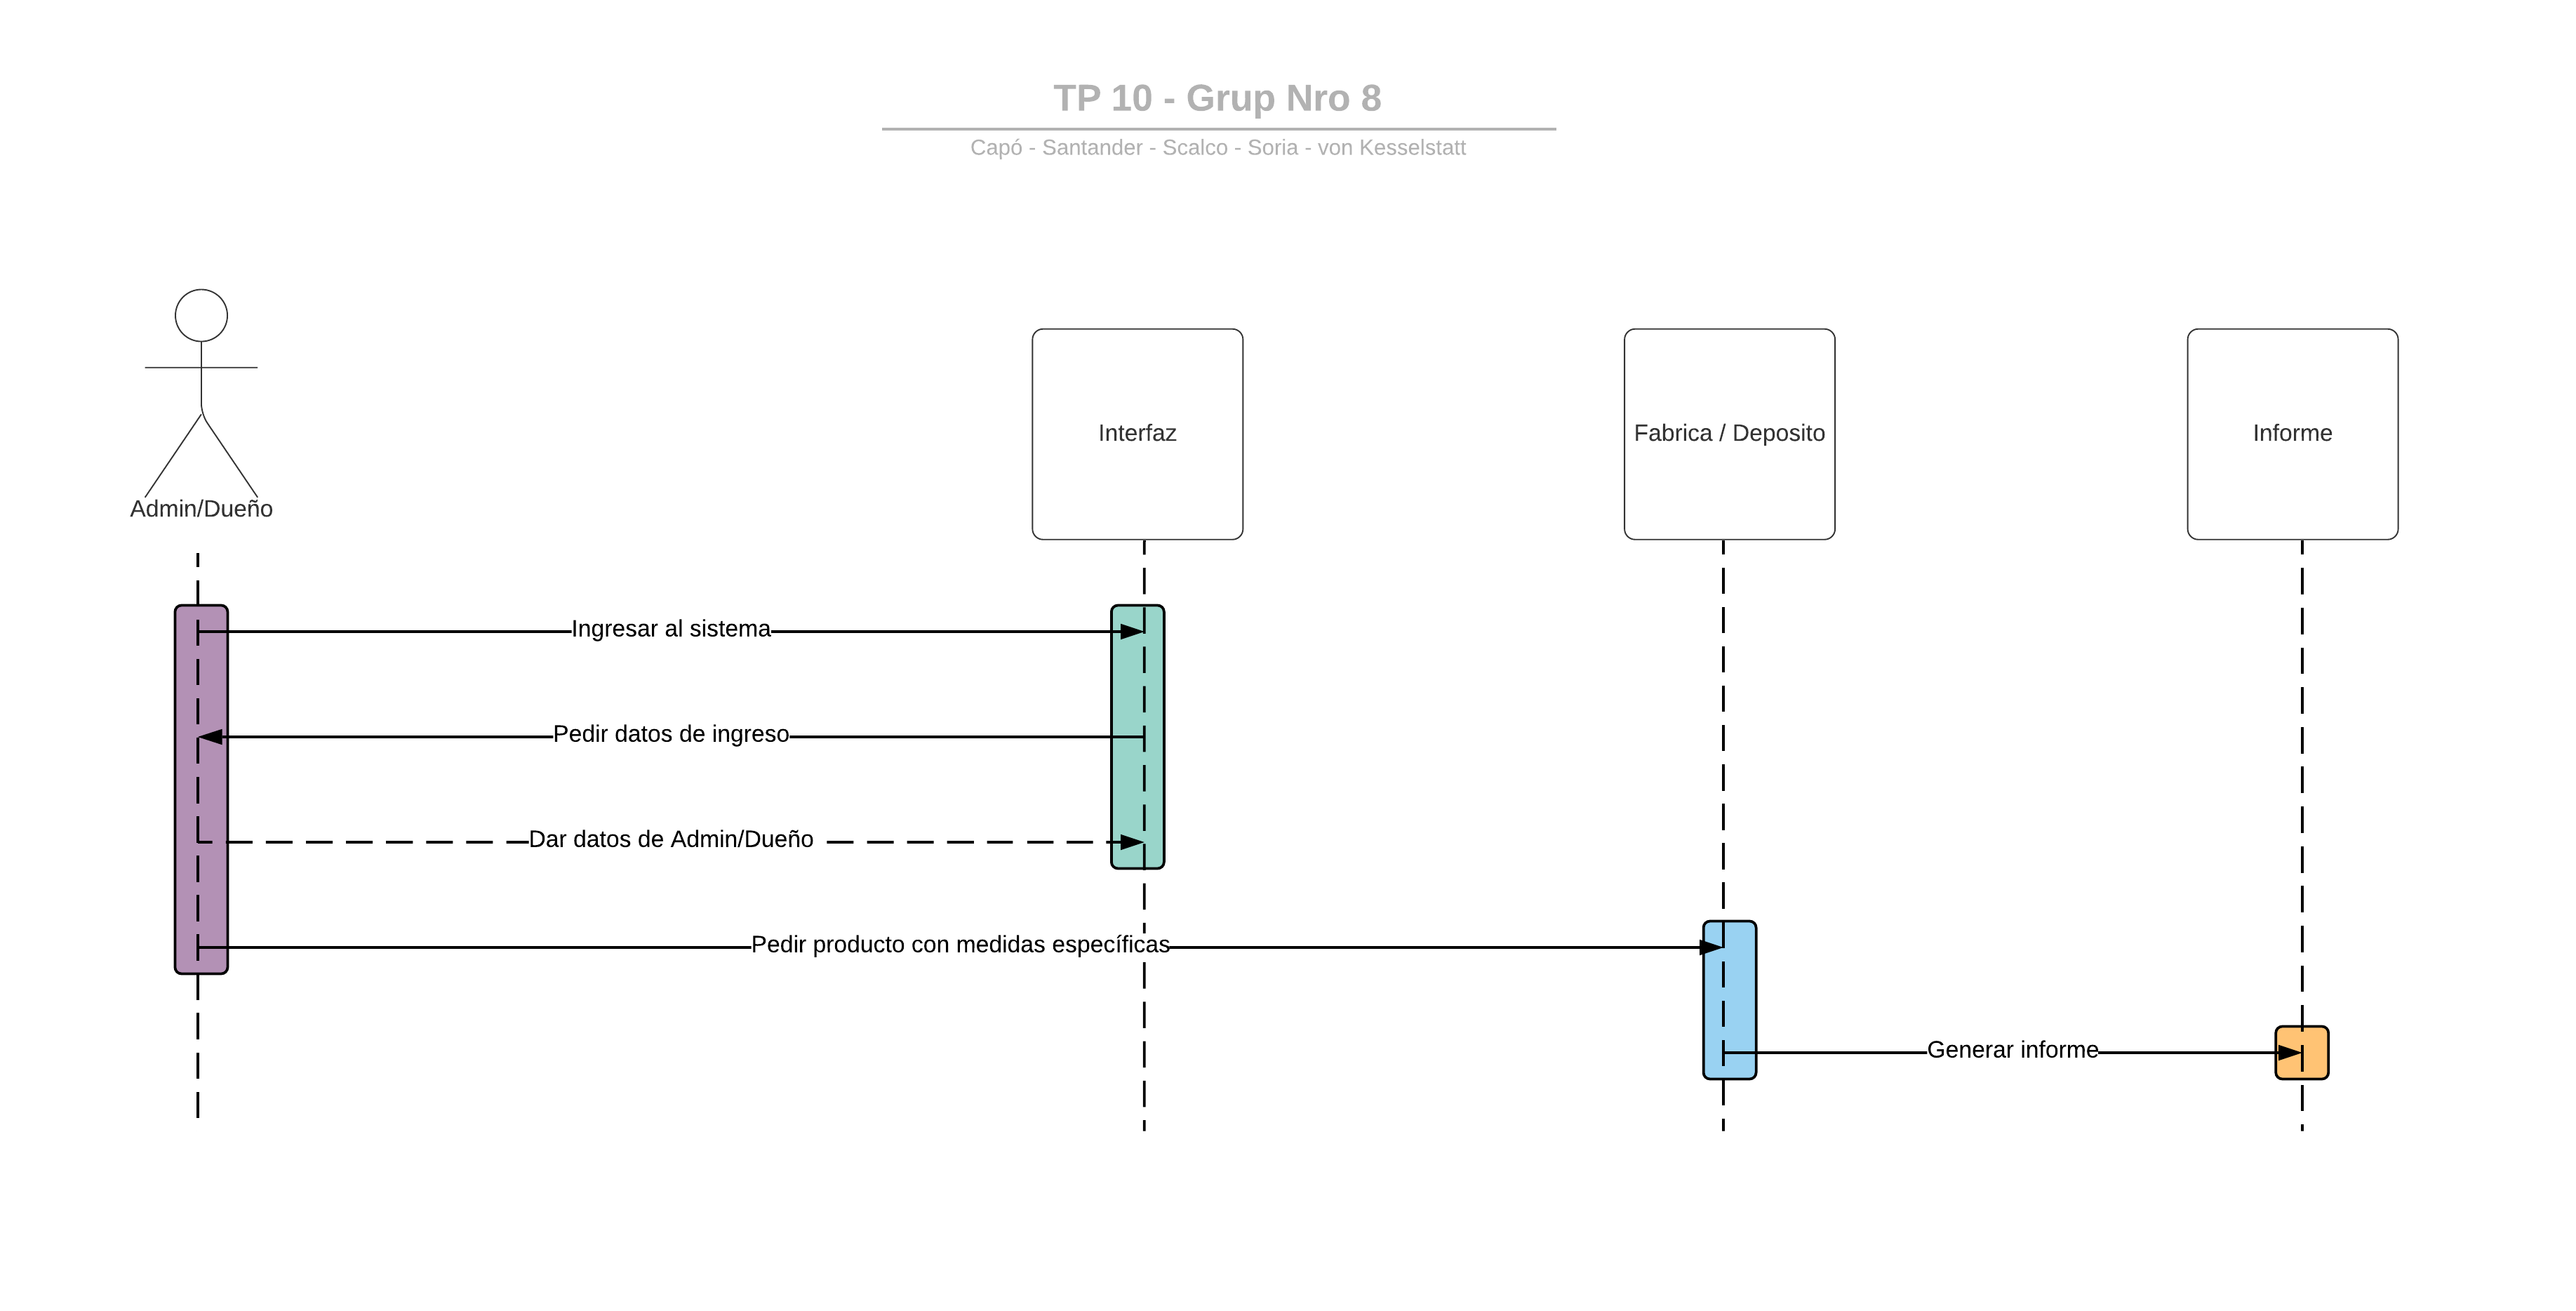 TP 10 - Grup Nro 8
Capó - Santander - Scalco - Soria - von Kesselstatt
Admin/Dueño
Interfaz
Fabrica / Deposito
Informe
Ingresar al sistema
Pedir datos de ingreso
Dar datos de Admin/Dueño
Pedir producto con medidas específicas
Generar informe